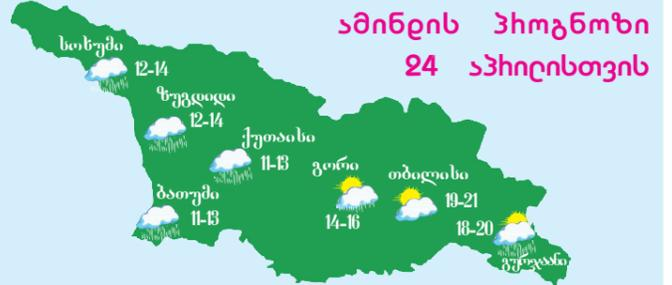 ამინდის პროგნოზი
24 აპრილისთვის
სოხუმი
12-14
ზუგდიდი
12-14
ქუთაისი
11-13
გორი
14-16
თბილისი
19-21
ბათუმი
11-13
18-20
გურჯაანი